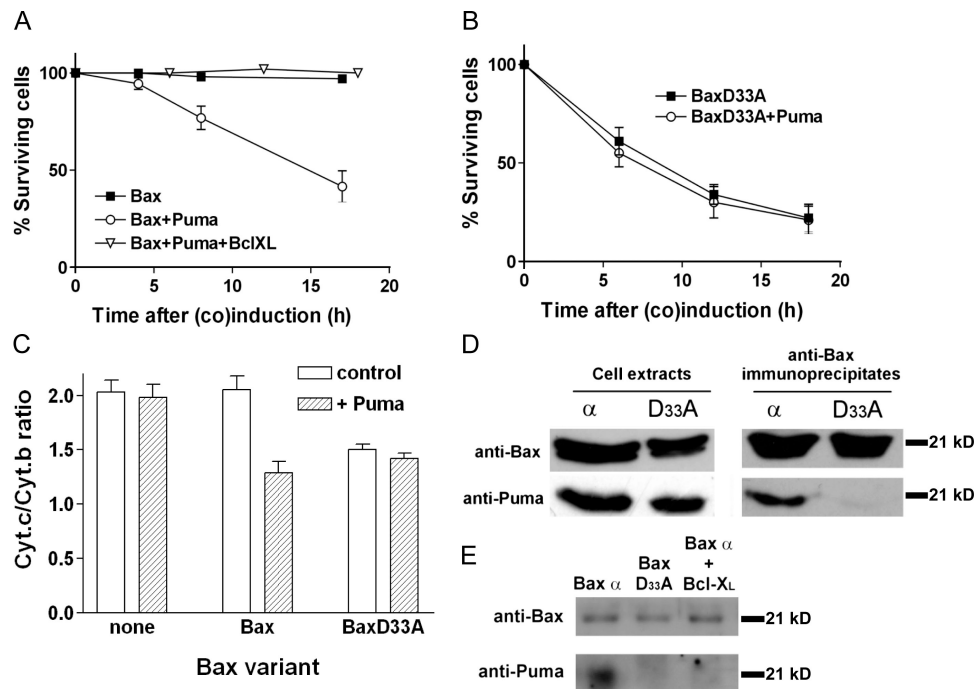 A
% Surviving cells
100
50
0
0
5
10
15
20
Bax
Bax+Puma
Bax+Puma+BclXL
Time after (co)induction (h)
B
% Surviving cells
100
50
0
0
5
10
15
20
BaxD33A
BaxD33A+Puma
Time after (co)induction (h)
C
Cyt.c/Cyt.b ratio
2.0
1.5
1.0
0.5
0.0
control
+ Puma
none
Bax
BaxD33A
Bax variant
D
Cell extracts
anti-Bax
immunoprecipitates
α D33A
α D33A
anti-Bax
21 kD
anti-Puma
21 kD
E
Bax α
Bax
D33A
Bax α
+
Bcl-XL
anti-Bax
21 kD
anti-Puma
21 kD